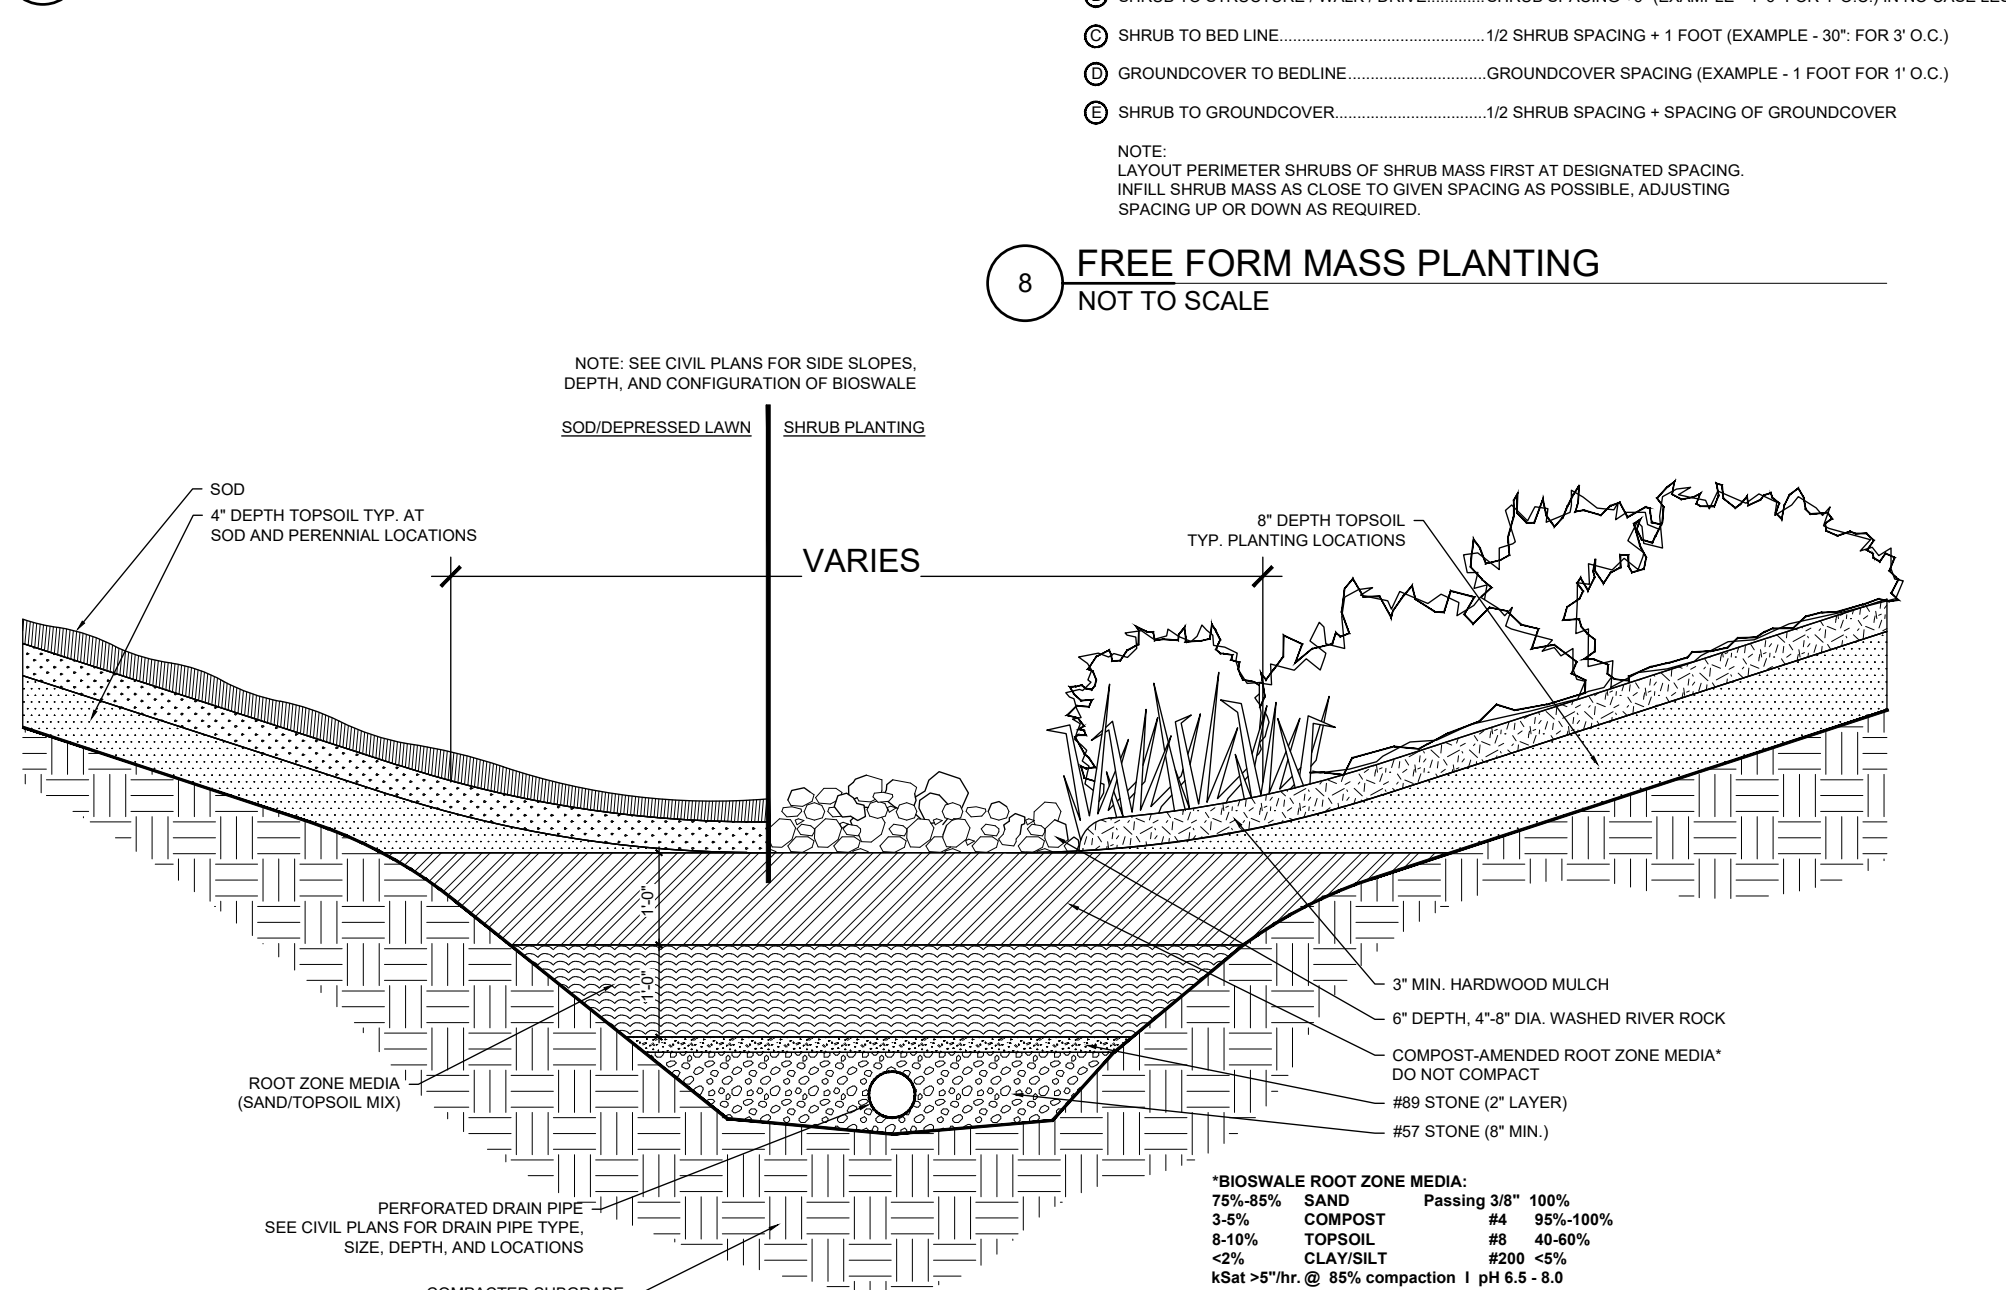 C SHRUB TO BED LINE..............................................1/2 SHRUB SPACING + 1 FOOT (EXAMPLE - 30": FOR 3' O.C.)
D GROUNDCOVER TO BEDLINE...............................GROUNDCOVER SPACING (EXAMPLE - 1 FOOT FOR 1' O.C.)
E SHRUB TO GROUNDCOVER..................................1/2 SHRUB SPACING + SPACING OF GROUNDCOVER
NOTE:
LAYOUT PERIMETER SHRUBS OF SHRUB MASS FIRST AT DESIGNATED SPACING.
INFILL SHRUB MASS AS CLOSE TO GIVEN SPACING AS POSSIBLE, ADJUSTING
SPACING UP OR DOWN AS REQUIRED.
8 FREE FORM MASS PLANTING
NOT TO SCALE
NOTE: SEE CIVIL PLANS FOR SIDE SLOPES,
DEPTH, AND CONFIGURATION OF BIOSWALE
SOD/DEPRESSED LAWN SHRUB PLANTING
SOD
4" DEPTH TOPSOIL TYP. AT
SOD AND PERENNIAL LOCATIONS
8" DEPTH TOPSOIL
TYP. PLANTING LOCATIONS
VARIES
1'-0"
1'-0"
3" MIN. HARDWOOD MULCH
6" DEPTH, 4"-8" DIA. WASHED RIVER ROCK
COMPOST-AMENDED ROOT ZONE MEDIA*
DO NOT COMPACT
#89 STONE (2" LAYER)
#57 STONE (8" MIN.)
ROOT ZONE MEDIA
(SAND/TOPSOIL MIX)
PERFORATED DRAIN PIPE
SEE CIVIL PLANS FOR DRAIN PIPE TYPE,
SIZE, DEPTH, AND LOCATIONS
COMPACTED SUBGRADE
*BIOSWALE ROOT ZONE MEDIA:
75%-85% SAND Passing 3/8" 100%
3-5% COMPOST #4 95%-100%
8-10% TOPSOIL #8 40-60%
<2% CLAY/SILT #200 <5%
kSat >5"/hr. @ 85% compaction I pH 6.5 - 8.0